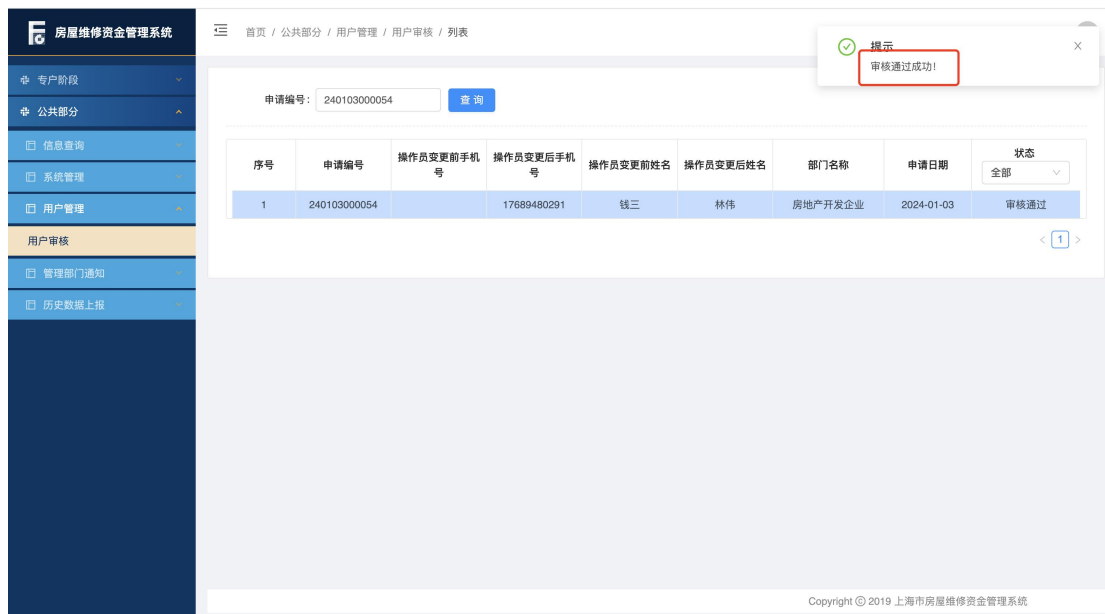 房屋维修资金管理系统
首页 / 公共部分 / 用户管理 / 用户审核 / 列表
提示
审核通过成功!
专户阶段
公共部分
信息查询
系统管理
用户管理
用户审核
管理部门通知
历史数据上报
申请编号: 240103000054 查 询
序号 申请编号 操作员变更前手机号 操作员变更后手机号 操作员变更前姓名 操作员变更后姓名 部门名称 申请日期 状态
全部
1 240103000054 17689480291 钱三 林伟 房地产开发企业 2024-01-03 审核通过
< 1 >
Copyright © 2019 上海市房屋维修资金管理系统